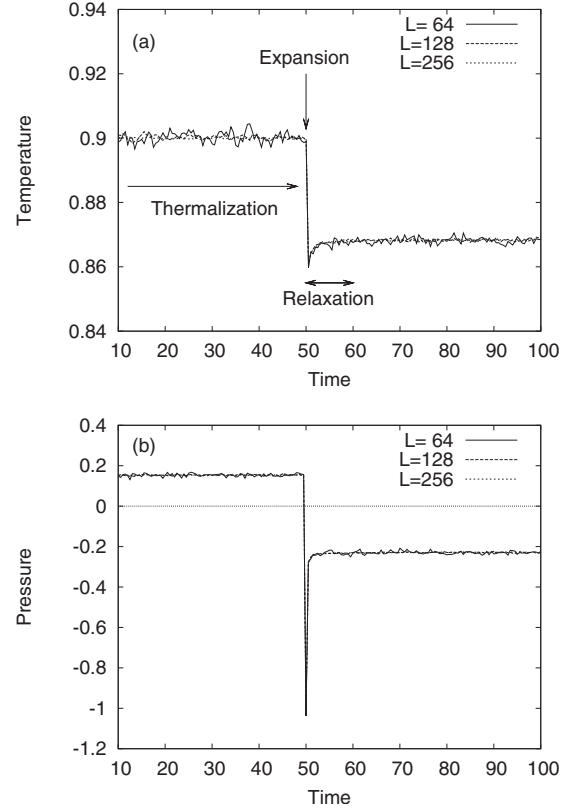 (a)
L= 64
L=128
L=256
Expansion
Thermalization
Relaxation
0.94
0.92
0.9
0.88
0.86
0.84
Temperature
10 20 30 40 50 60 70 80 90 100
Time
(b)
L= 64
L=128
L=256
0.4
0.2
0
-0.2
-0.4
-0.6
-0.8
-1
-1.2
Pressure
10 20 30 40 50 60 70 80 90 100
Time